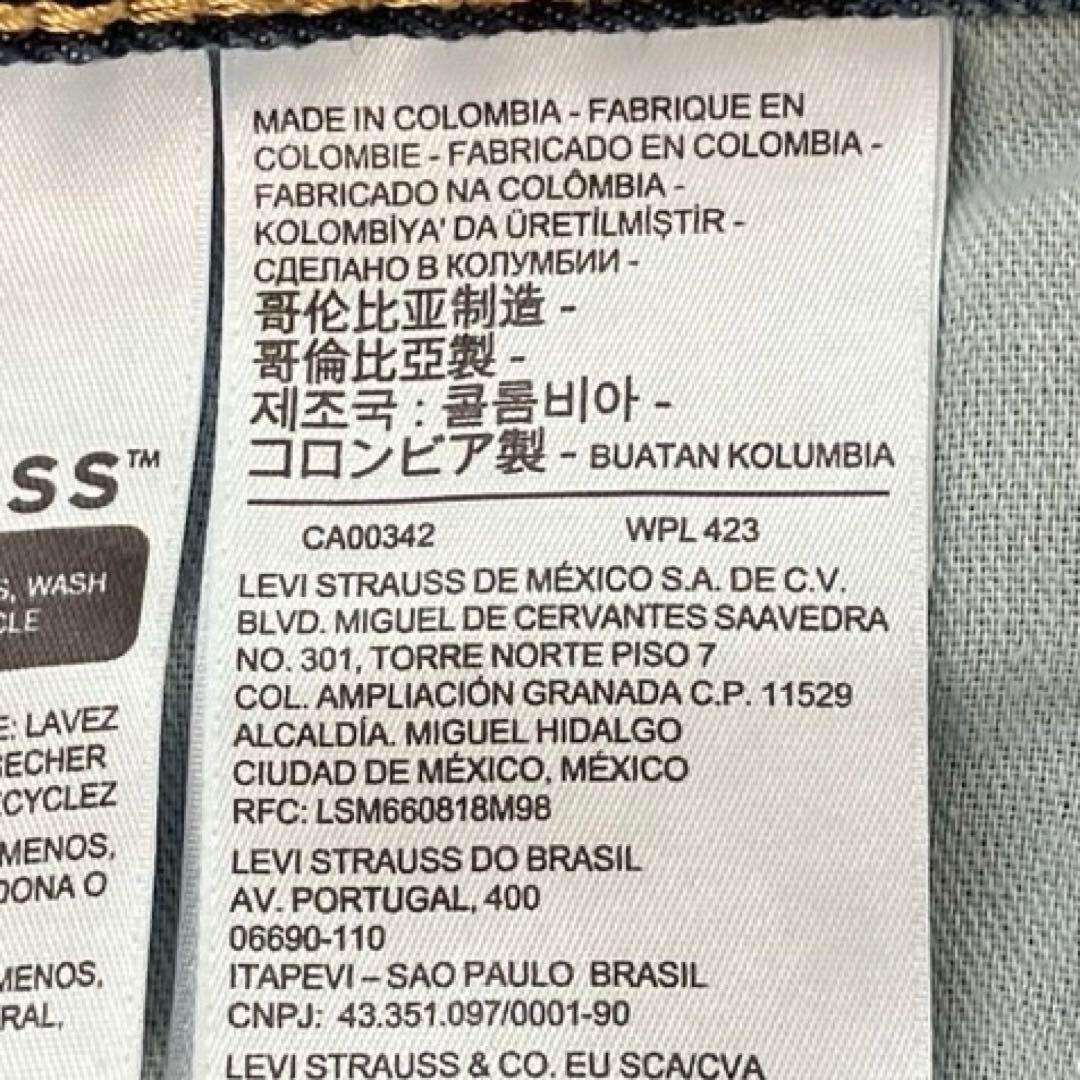 MADE IN COLOMBIA - FABRIQUE EN
COLOMBIE - FABRICADO EN COLOMBIA -
FABRICADO NA COLÔMBIA -
KOLOMBİYA' DA ÜRETİLMİŞTİR -
СДЕЛАНО В КОЛУМБИИ -
哥伦比亚制造 -
哥倫比亞製 -
제조국 : 콜롬비아 -
コロンビア製 - BUATAN KOLUMBIA
CA00342 WPL 423
LEVI STRAUSS DE MÉXICO S.A. DE C.V.
BLVD. MIGUEL DE CERVANTES SAAVEDRA
NO. 301, TORRE NORTE PISO 7
COL. AMPLIACIÓN GRANADA C.P. 11529
ALCALDÍA. MIGUEL HIDALGO
CIUDAD DE MÉXICO, MÉXICO
RFC: LSM660818M98
LEVI STRAUSS DO BRASIL
AV. PORTUGAL, 400
06690-110
ITAPEVI – SAO PAULO BRASIL
CNPJ: 43.351.097/0001-90
LEVI STRAUSS & CO. EU SCA/CVA
SS™
S, WASH
CLE
E: LAVEZ
SECHER
ECYCLEZ
MENOS,
DONA O
MENOS,
RAL,